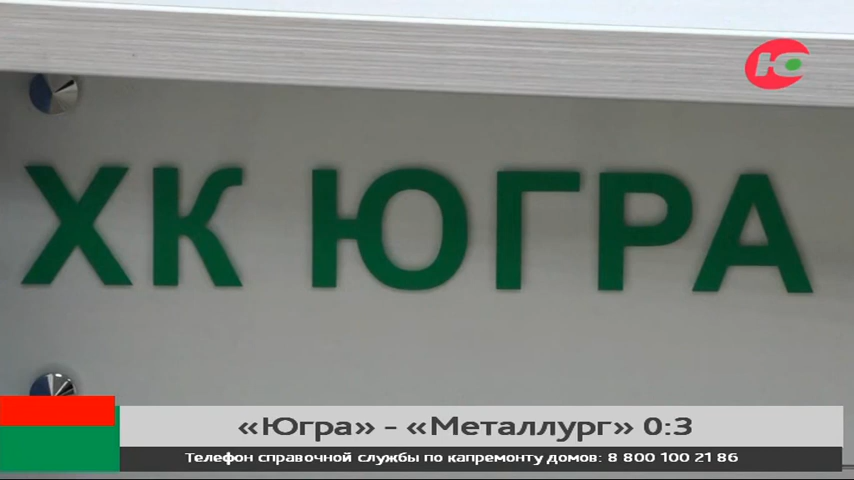 Ю
ХК ЮГРА
«Югра» - «Металлург» 0:3
Телефон справочной службы по капремонту домов: 8 800 100 21 86